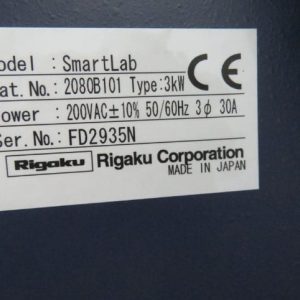 odel : SmartLab
at. No.: 2080B101 Type:3kW CE
ower : 200VAC±10% 50/60Hz 3φ 30A
Ser. No.: FD2935N
Rigaku Rigaku Corporation
MADE IN JAPAN